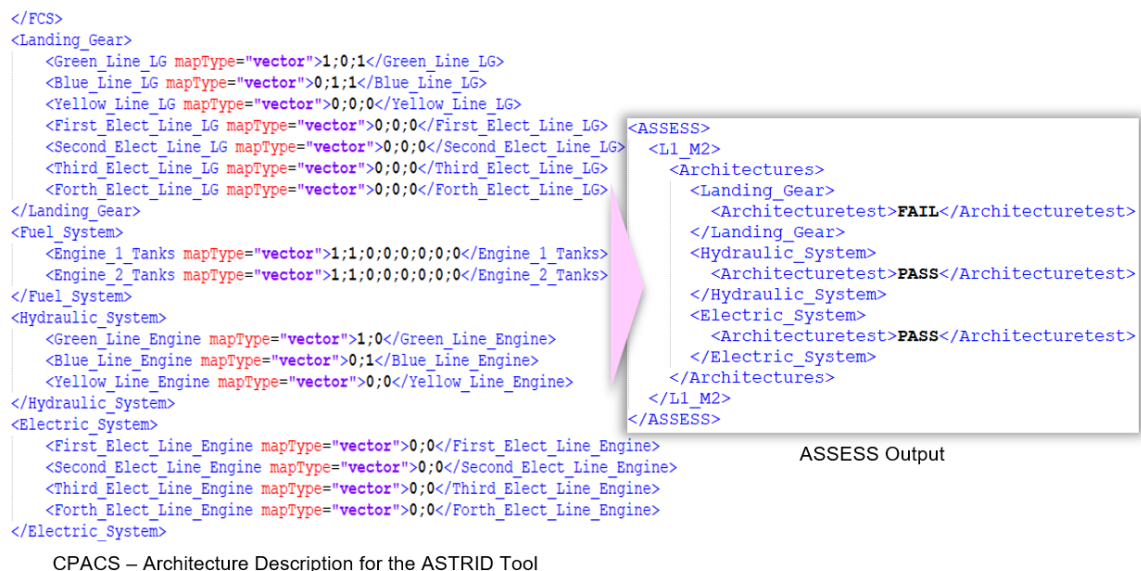 </FCS>
<Landing_Gear>
<Green_Line_LG mapType="vector">1;0;1</Green_Line_LG>
<Blue_Line_LG mapType="vector">0;1;1</Blue_Line_LG>
<Yellow_Line_LG mapType="vector">0;0;0</Yellow_Line_LG>
<First_Elect_Line_LG mapType="vector">0;0;0</First_Elect_Line_LG>
<Second_Elect_Line_LG mapType="vector">0;0;0</Second_Elect_Line_LG>
<Third_Elect_Line_LG mapType="vector">0;0;0</Third_Elect_Line_LG>
<Forth_Elect_Line_LG mapType="vector">0;0;0</Forth_Elect_Line_LG>
</Landing_Gear>
<Fuel_System>
<Engine_1_Tanks mapType="vector">1;1;0;0;0;0;0;0</Engine_1_Tanks>
<Engine_2_Tanks mapType="vector">1;1;0;0;0;0;0;0</Engine_2_Tanks>
</Fuel_System>
<Hydraulic_System>
<Green_Line_Engine mapType="vector">1;0</Green_Line_Engine>
<Blue_Line_Engine mapType="vector">0;1</Blue_Line_Engine>
<Yellow_Line_Engine mapType="vector">0;0</Yellow_Line_Engine>
</Hydraulic_System>
<Electric_System>
<First_Elect_Line_Engine mapType="vector">0;0</First_Elect_Line_Engine>
<Second_Elect_Line_Engine mapType="vector">0;0</Second_Elect_Line_Engine>
<Third_Elect_Line_Engine mapType="vector">0;0</Third_Elect_Line_Engine>
<Forth_Elect_Line_Engine mapType="vector">0;0</Forth_Elect_Line_Engine>
</Electric_System>
CPACS – Architecture Description for the ASTRID Tool
<ASSESS>
<L1_M2>
<Architectures>
<Landing_Gear>
<Architecturetest>FAIL</Architecturetest>
</Landing_Gear>
<Hydraulic_System>
<Architecturetest>PASS</Architecturetest>
</Hydraulic_System>
<Electric_System>
<Architecturetest>PASS</Architecturetest>
</Electric_System>
</Architectures>
</L1_M2>
</ASSESS>
ASSESS Output